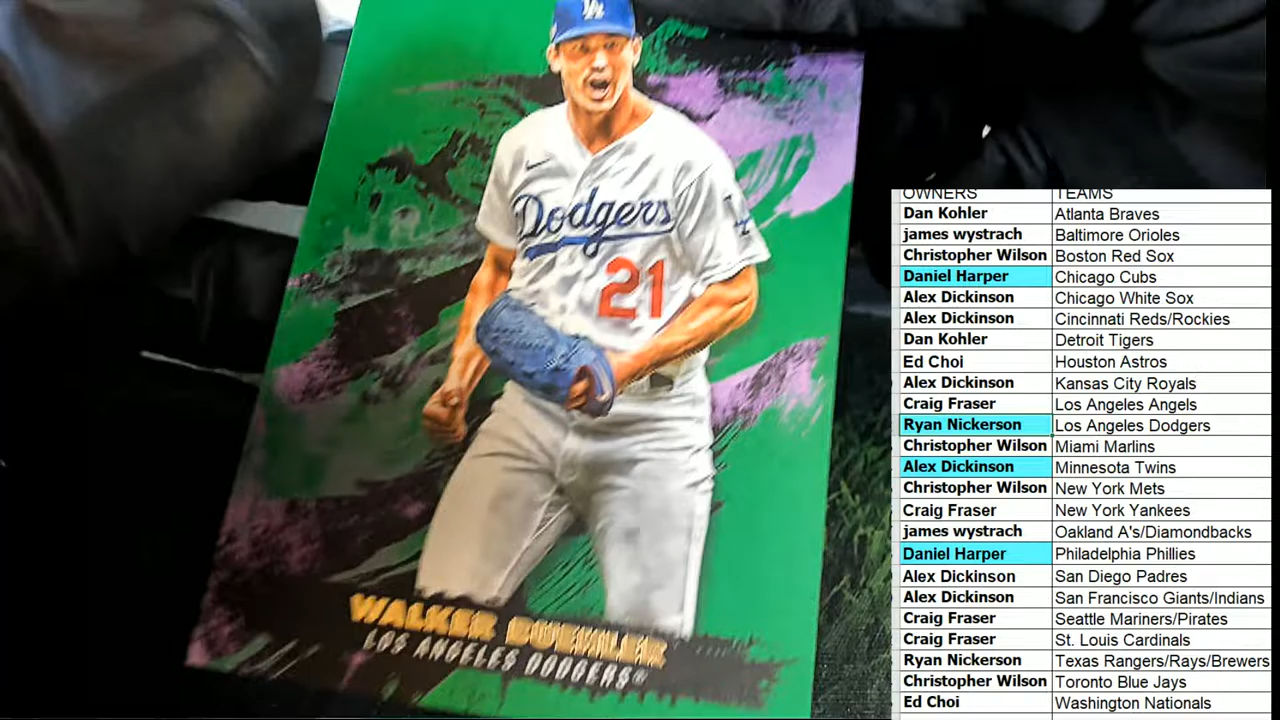 LA
Dodgers
21
LA
WALKER BUEHLER
LOS ANGELES DODGERS®
OWNERS TEAMS
Dan Kohler Atlanta Braves
james wystrach Baltimore Orioles
Christopher Wilson Boston Red Sox
Daniel Harper Chicago Cubs
Alex Dickinson Chicago White Sox
Alex Dickinson Cincinnati Reds/Rockies
Dan Kohler Detroit Tigers
Ed Choi Houston Astros
Alex Dickinson Kansas City Royals
Craig Fraser Los Angeles Angels
Ryan Nickerson Los Angeles Dodgers
Christopher Wilson Miami Marlins
Alex Dickinson Minnesota Twins
Christopher Wilson New York Mets
Craig Fraser New York Yankees
james wystrach Oakland A's/Diamondbacks
Daniel Harper Philadelphia Phillies
Alex Dickinson San Diego Padres
Alex Dickinson San Francisco Giants/Indians
Craig Fraser Seattle Mariners/Pirates
Craig Fraser St. Louis Cardinals
Ryan Nickerson Texas Rangers/Rays/Brewers
Christopher Wilson Toronto Blue Jays
Ed Choi Washington Nationals